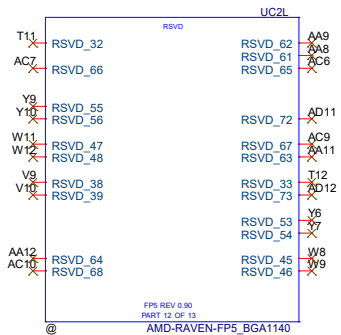 UC2L
RSVD
T11 RSVD_32 RSVD_62 AA9
RSVD_61 AA8
AC7 RSVD_66 RSVD_65 AC6
Y9 RSVD_55
Y10 RSVD_56 RSVD_72 AD11
W11 RSVD_47 RSVD_67 AC9
W12 RSVD_48 RSVD_63 AA11
V9 RSVD_38 RSVD_33 T12
V10 RSVD_39 RSVD_73 AD12
RSVD_53 Y6
RSVD_54 Y7
AA12 RSVD_64 RSVD_45 W8
AC10 RSVD_68 RSVD_46 W9
FP5 REV 0.90
PART 12 OF 13
@ AMD-RAVEN-FP5_BGA1140